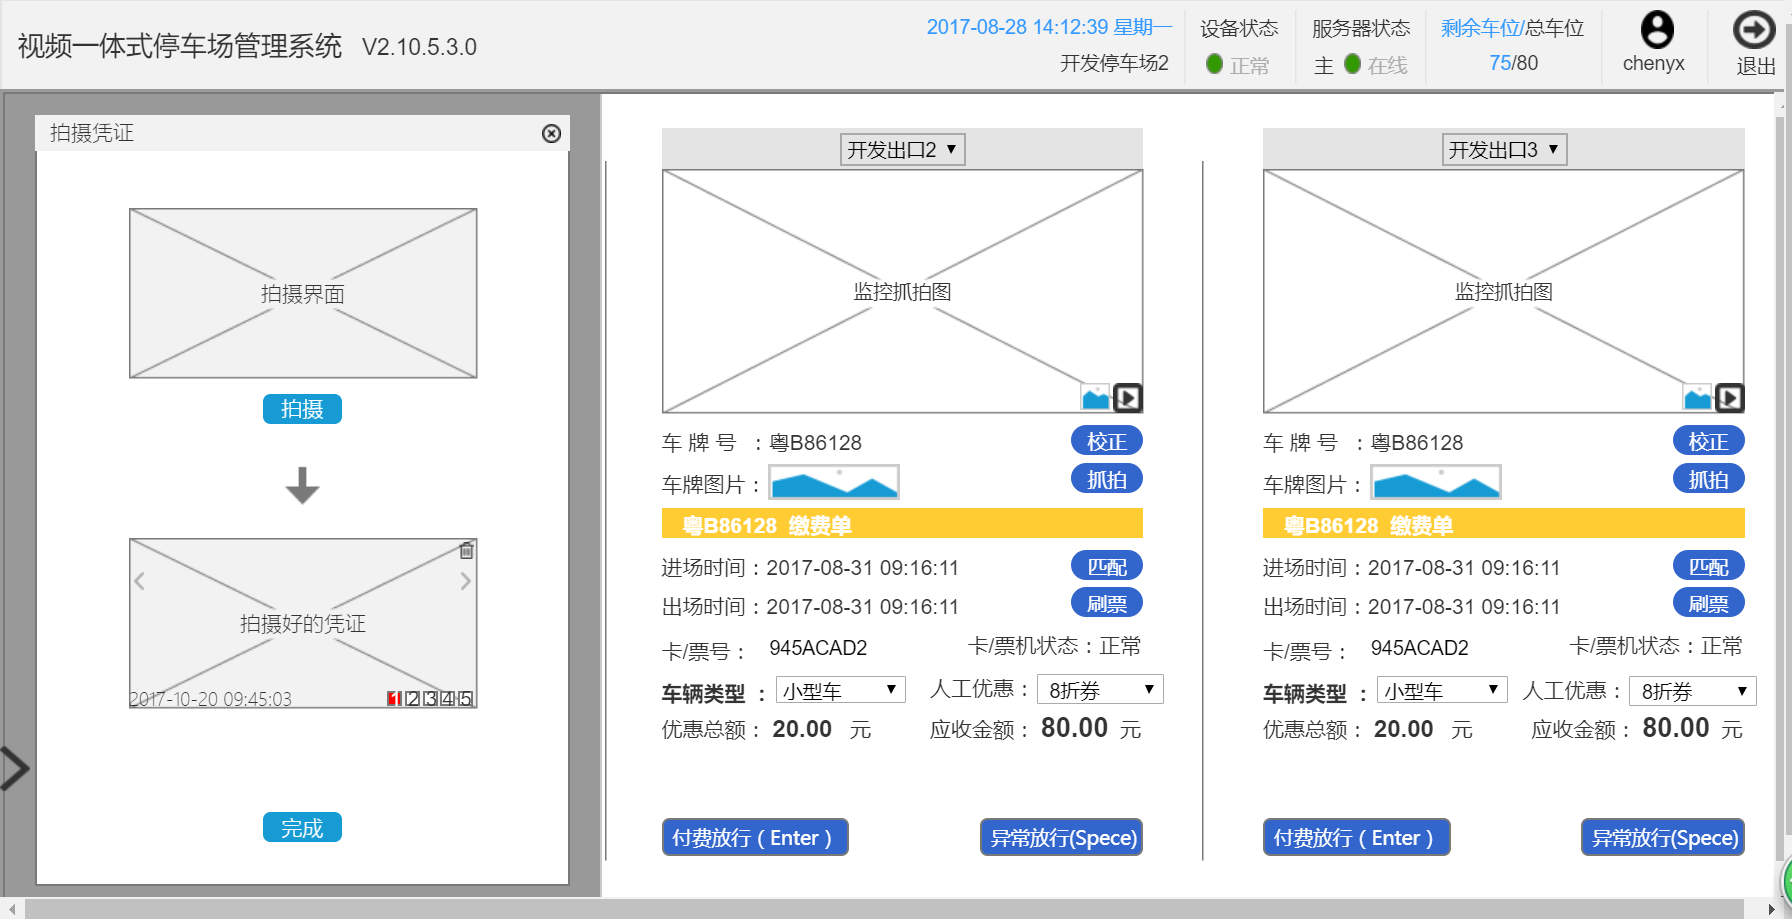 视频一体式停车场管理系统 V2.10.5.3.0
2017-08-28 14:12:39 星期一
开发停车场2
设备状态
正常
服务器状态
主 在线
剩余车位/总车位
75/80
chenyx
退出
拍摄凭证
拍摄界面
拍摄
拍摄好的凭证
2017-10-20 09:45:03
1 2 3 4 5
完成
开发出口2
监控抓拍图
车 牌 号 : 粤B86128
校正
车牌图片：
抓拍
粤B86128 缴费单
进场时间：2017-08-31 09:16:11
匹配
出场时间：2017-08-31 09:16:11
刷票
卡/票号： 945ACAD2 卡/票机状态：正常
车辆类型 ： 小型车 人工优惠： 8折券
优惠总额： 20.00 元 应收金额： 80.00 元
付费放行（Enter）
异常放行(Spece)
开发出口3
监控抓拍图
车 牌 号 : 粤B86128
校正
车牌图片：
抓拍
粤B86128 缴费单
进场时间：2017-08-31 09:16:11
匹配
出场时间：2017-08-31 09:16:11
刷票
卡/票号： 945ACAD2 卡/票机状态：正常
车辆类型 ： 小型车 人工优惠： 8折券
优惠总额： 20.00 元 应收金额： 80.00 元
付费放行（Enter）
异常放行(Spece)